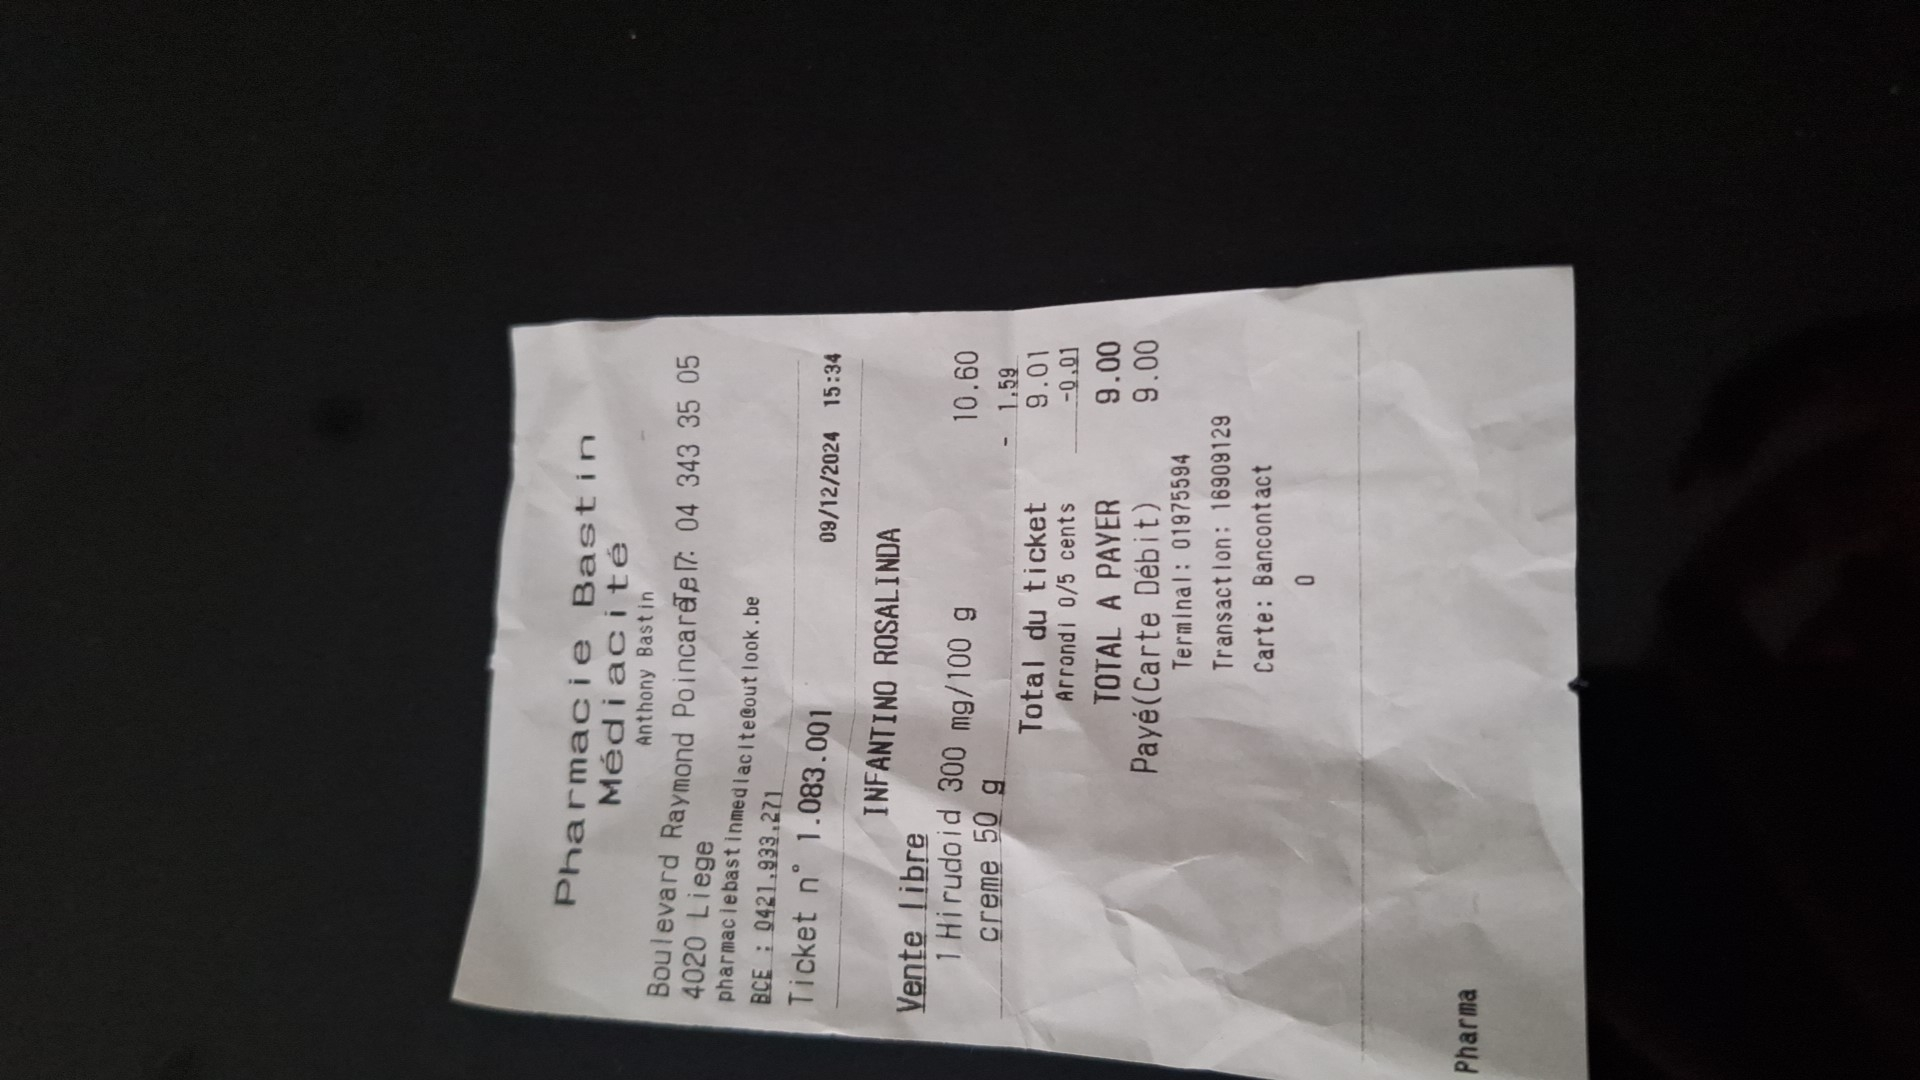 Pharmacie Bastin
Médiacité
Anthony Bastin
Boulevard Raymond Poincaré, 7 Tel: 04 343 35 05
4020 Liege
pharmaciebastinmediacite@outlook.be
BCE : 0421.933.271
Ticket n° 1.083.001 09/12/2024 15:34
INFANTINO ROSALINDA
Vente libre
1 Hirudoid 300 mg/100 g 10.60
creme 50 g - 1.59
Total du ticket 9.01
Arrondi 0/5 cents -0.01
TOTAL A PAYER 9.00
Payé(Carte Débit) 9.00
Terminal: 01975594
Transaction: 16909129
Carte: Bancontact
0
Pharma